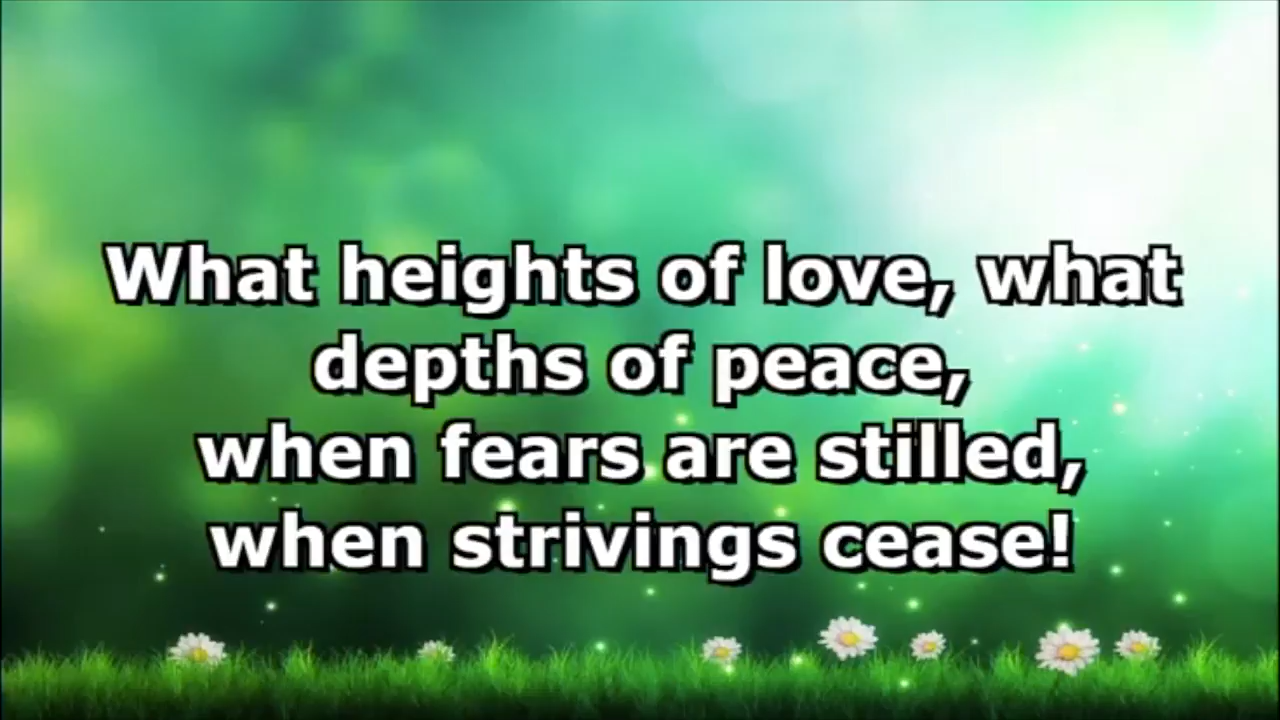 What heights of love, what
depths of peace,
when fears are stilled,
when strivings cease!